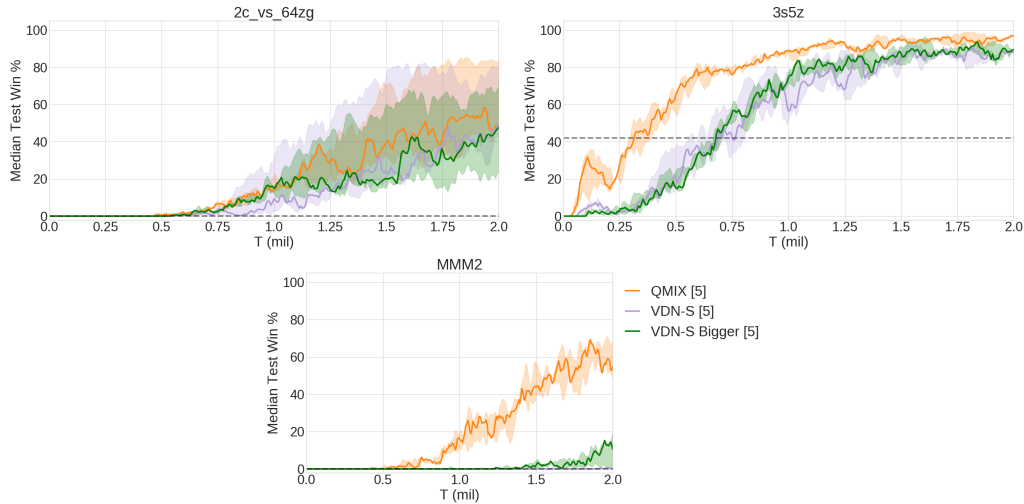 2c_vs_64zg
Median Test Win %
100
80
60
40
20
0
0.0 0.25 0.5 0.75 1.0 1.25 1.5 1.75 2.0
T (mil)
3s5z
Median Test Win %
100
80
60
40
20
0
0.0 0.25 0.5 0.75 1.0 1.25 1.5 1.75 2.0
T (mil)
MMM2
Median Test Win %
100
80
60
40
20
0
0.0 0.5 1.0 1.5 2.0
T (mil)
QMIX [5]
VDN-S [5]
VDN-S Bigger [5]